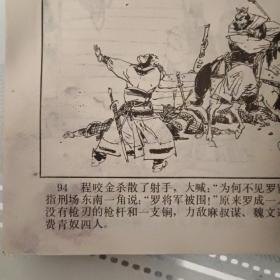 94 程咬金杀散了射手，大喊：“为何不见罗
指刑场东南一角说：“罗将军被围！”原来罗成一
没有枪刃的枪杆和一支锏，力敌麻叔谋、魏文
费青奴四人。